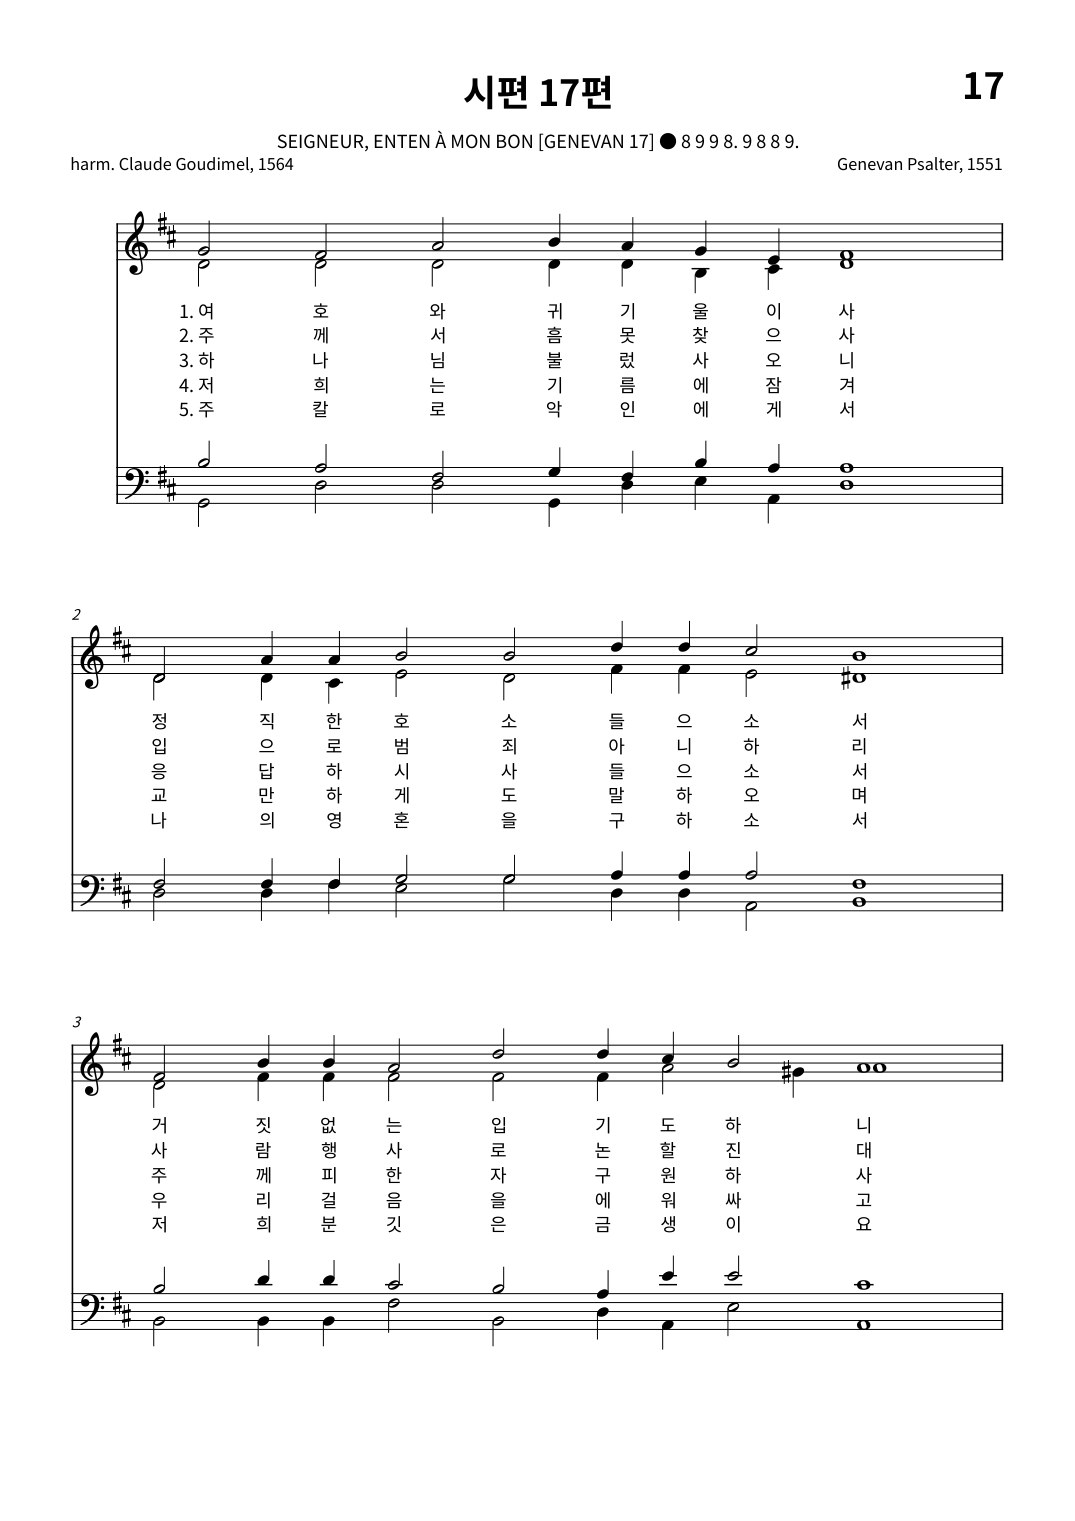 시편 17편
17
SEIGNEUR, ENTEN À MON BON [GENEVAN 17] ● 8 9 9 8. 9 8 8 9.
harm. Claude Goudimel, 1564
Genevan Psalter, 1551
1. 여 호 와 귀 기 울 이 사
2. 주 께 서 흠 못 찾 으 사
3. 하 나 님 불 렀 사 오 니
4. 저 희 는 기 름 에 잠 겨
5. 주 칼 로 악 인 에 게 서
2
정 직 한 호 소 들 으 소 서
입 으 로 범 죄 아 니 하 리
응 답 하 시 사 들 으 소 서
교 만 하 게 도 말 하 오 며
나 의 영 혼 을 구 하 소 서
3
거 짓 없 는 입 기 도 하 니
사 람 행 사 로 논 할 진 대
주 께 피 한 자 구 원 하 사
우 리 걸 음 을 에 워 싸 고
저 희 분 깃 은 금 생 이 요